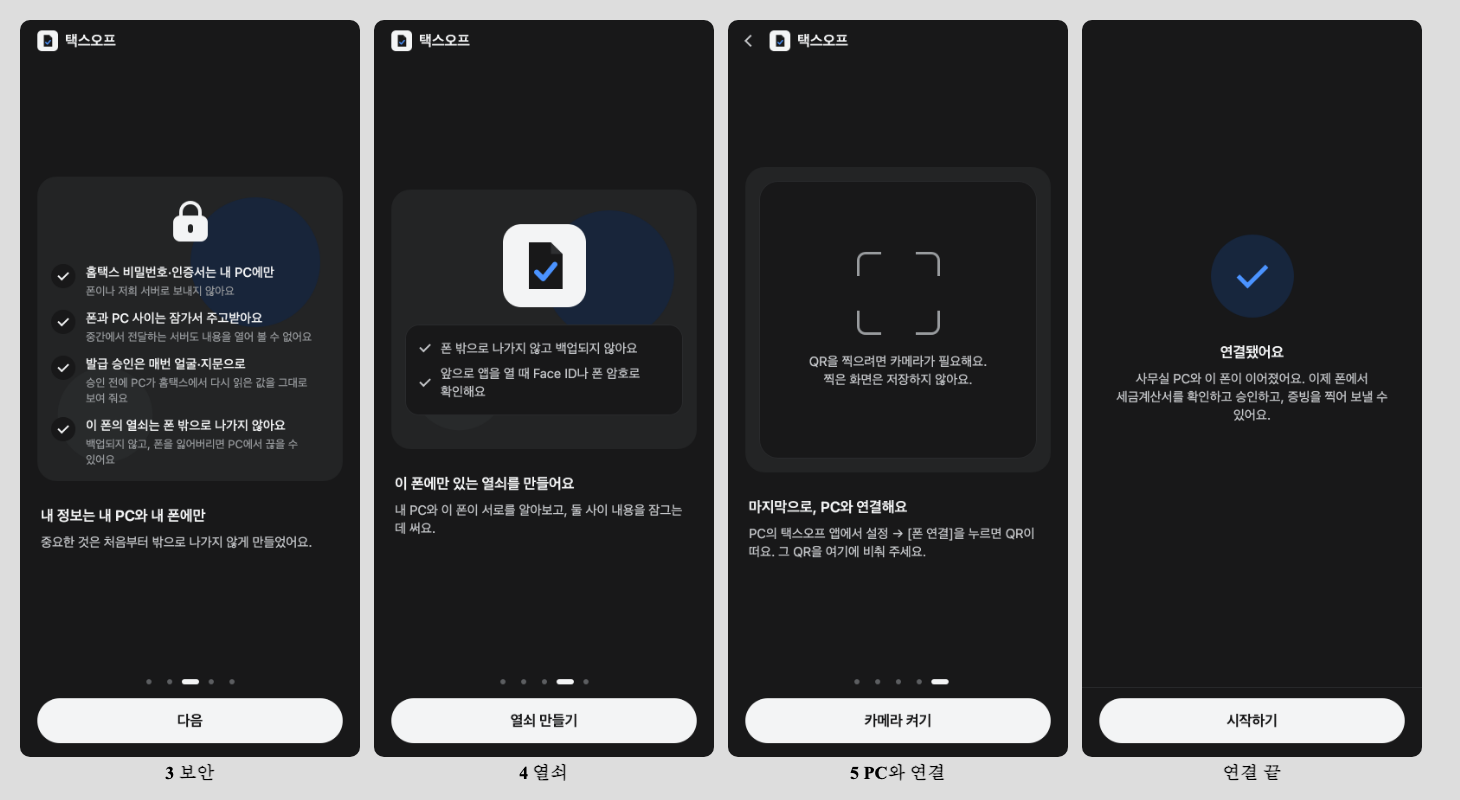 택스오프
홈택스 비밀번호·인증서는 내 PC에만
폰이나 저희 서버로 보내지 않아요
폰과 PC 사이는 잠가서 주고받아요
중간에서 전달하는 서버도 내용을 열어 볼 수 없어요
발급 승인은 매번 얼굴·지문으로
승인 전에 PC가 홈택스에서 다시 읽은 값을 그대로
보여 줘요
이 폰의 열쇠는 폰 밖으로 나가지 않아요
백업되지 않고, 폰을 잃어버리면 PC에서 끊을 수
있어요
내 정보는 내 PC와 내 폰에만
중요한 것은 처음부터 밖으로 나가지 않게 만들었어요.
다음
3 보안
택스오프
폰 밖으로 나가지 않고 백업되지 않아요
앞으로 앱을 열 때 Face ID나 폰 암호로
확인해요
이 폰에만 있는 열쇠를 만들어요
내 PC와 이 폰이 서로를 알아보고, 둘 사이 내용을 잠그는
데 써요.
열쇠 만들기
4 열쇠
택스오프
QR을 찍으려면 카메라가 필요해요.
찍은 화면은 저장하지 않아요.
마지막으로, PC와 연결해요
PC의 택스오프 앱에서 설정 → [폰 연결]을 누르면 QR이
떠요. 그 QR을 여기에 비춰 주세요.
카메라 켜기
5 PC와 연결
연결됐어요
사무실 PC와 이 폰이 이어졌어요. 이제 폰에서
세금계산서를 확인하고 승인하고, 증빙을 찍어 보낼 수
있어요.
시작하기
연결 끝